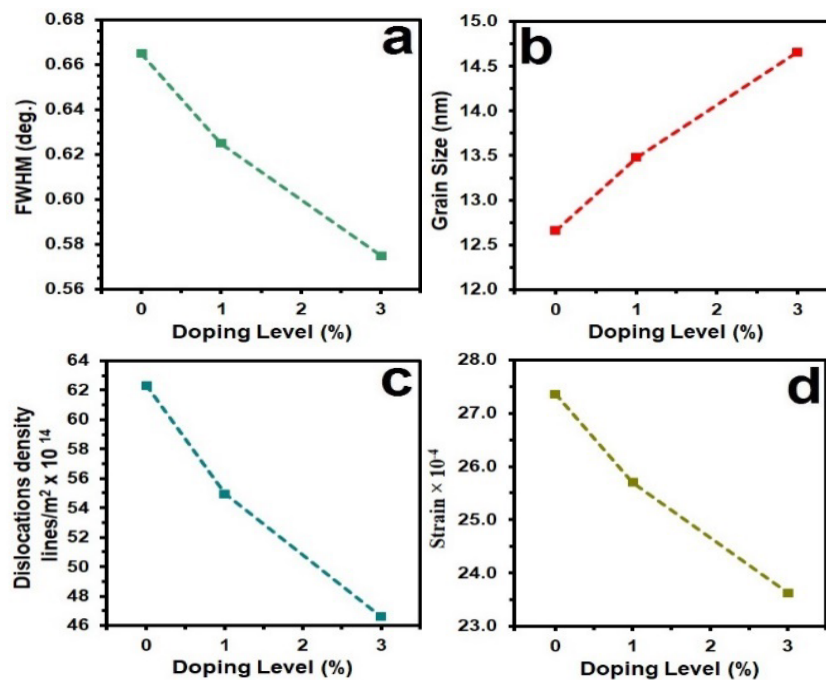 a
FWHM (deg.)
0.68
0.66
0.64
0.62
0.60
0.58
0.56
0 1 2 3
Doping Level (%)
b
Grain Size (nm)
15.0
14.5
14.0
13.5
13.0
12.5
12.0
0 1 2 3
Doping Level (%)
c
Dislocations density
lines/m² x 10 ¹⁴
64
62
60
58
56
54
52
50
48
46
0 1 2 3
Doping Level (%)
d
Strain × 10⁻⁴
28.0
27.0
26.0
25.0
24.0
23.0
0 1 2 3
Doping Level (%)